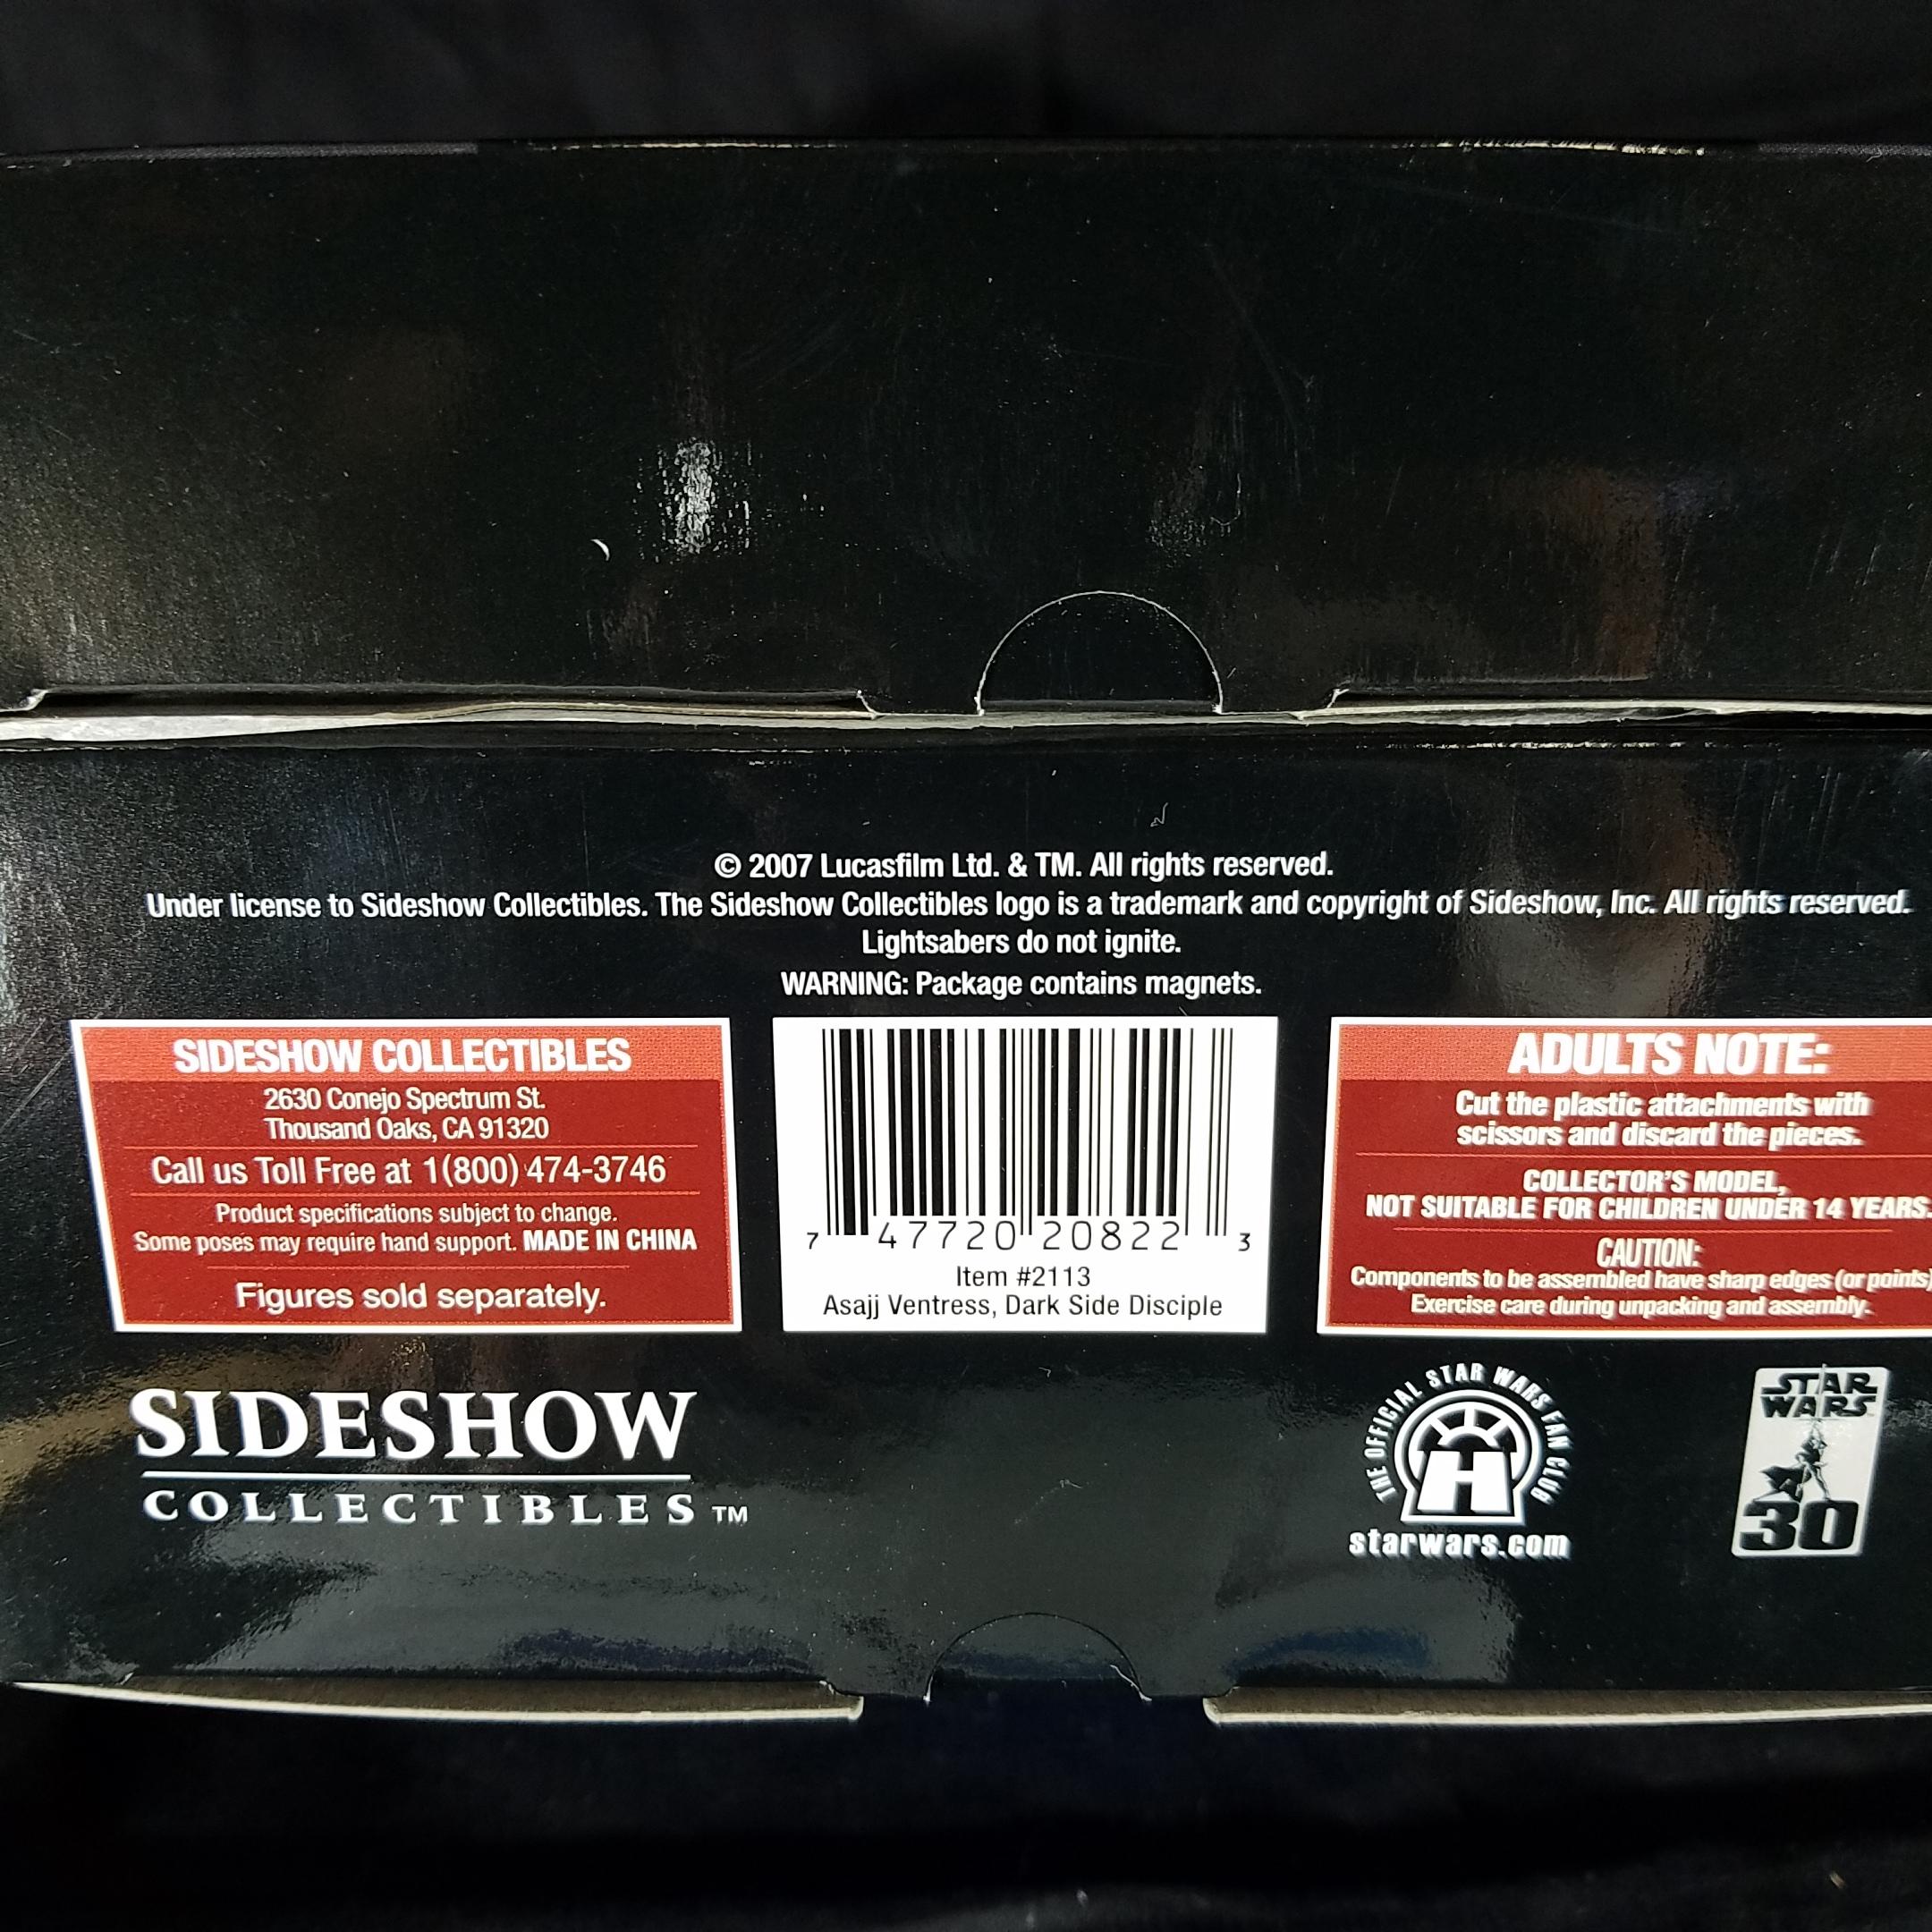 © 2007 Lucasfilm Ltd. & TM. All rights reserved.
Under license to Sideshow Collectibles. The Sideshow Collectibles logo is a trademark and copyright of Sideshow, Inc. All rights reserved.
Lightsabers do not ignite.
WARNING: Package contains magnets.
SIDESHOW COLLECTIBLES
2630 Conejo Spectrum St.
Thousand Oaks, CA 91320
Call us Toll Free at 1(800) 474-3746
Product specifications subject to change.
Some poses may require hand support. MADE IN CHINA
Figures sold separately.
7 47720 20822 3
Item #2113
Asajj Ventress, Dark Side Disciple
ADULTS NOTE:
Cut the plastic attachments with
scissors and discard the pieces.
COLLECTOR'S MODEL,
NOT SUITABLE FOR CHILDREN UNDER 14 YEARS.
CAUTION:
Components to be assembled have sharp edges (or points)
Exercise care during unpacking and assembly.
SIDESHOW
COLLECTIBLES TM
THE OFFICIAL STAR WARS FAN CLUB
starwars.com
STAR
WARS
30